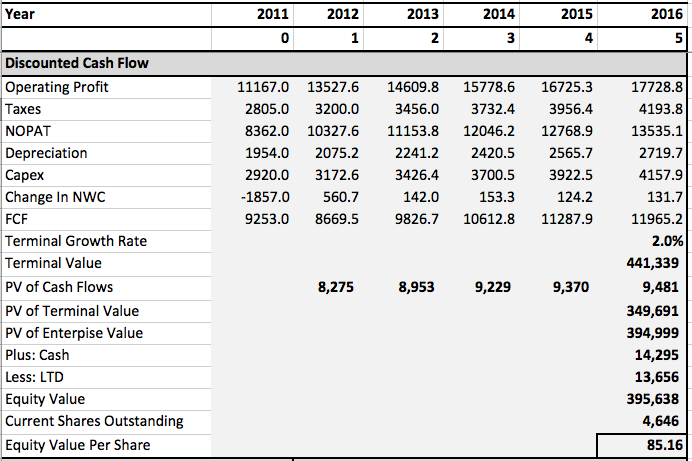 Year 2011 2012 2013 2014 2015 2016
0 1 2 3 4 5
Discounted Cash Flow
Operating Profit 11167.0 13527.6 14609.8 15778.6 16725.3 17728.8
Taxes 2805.0 3200.0 3456.0 3732.4 3956.4 4193.8
NOPAT 8362.0 10327.6 11153.8 12046.2 12768.9 13535.1
Depreciation 1954.0 2075.2 2241.2 2420.5 2565.7 2719.7
Capex 2920.0 3172.6 3426.4 3700.5 3922.5 4157.9
Change In NWC -1857.0 560.7 142.0 153.3 124.2 131.7
FCF 9253.0 8669.5 9826.7 10612.8 11287.9 11965.2
Terminal Growth Rate 2.0%
Terminal Value 441,339
PV of Cash Flows 8,275 8,953 9,229 9,370 9,481
PV of Terminal Value 349,691
PV of Enterpise Value 394,999
Plus: Cash 14,295
Less: LTD 13,656
Equity Value 395,638
Current Shares Outstanding 4,646
Equity Value Per Share 85.16